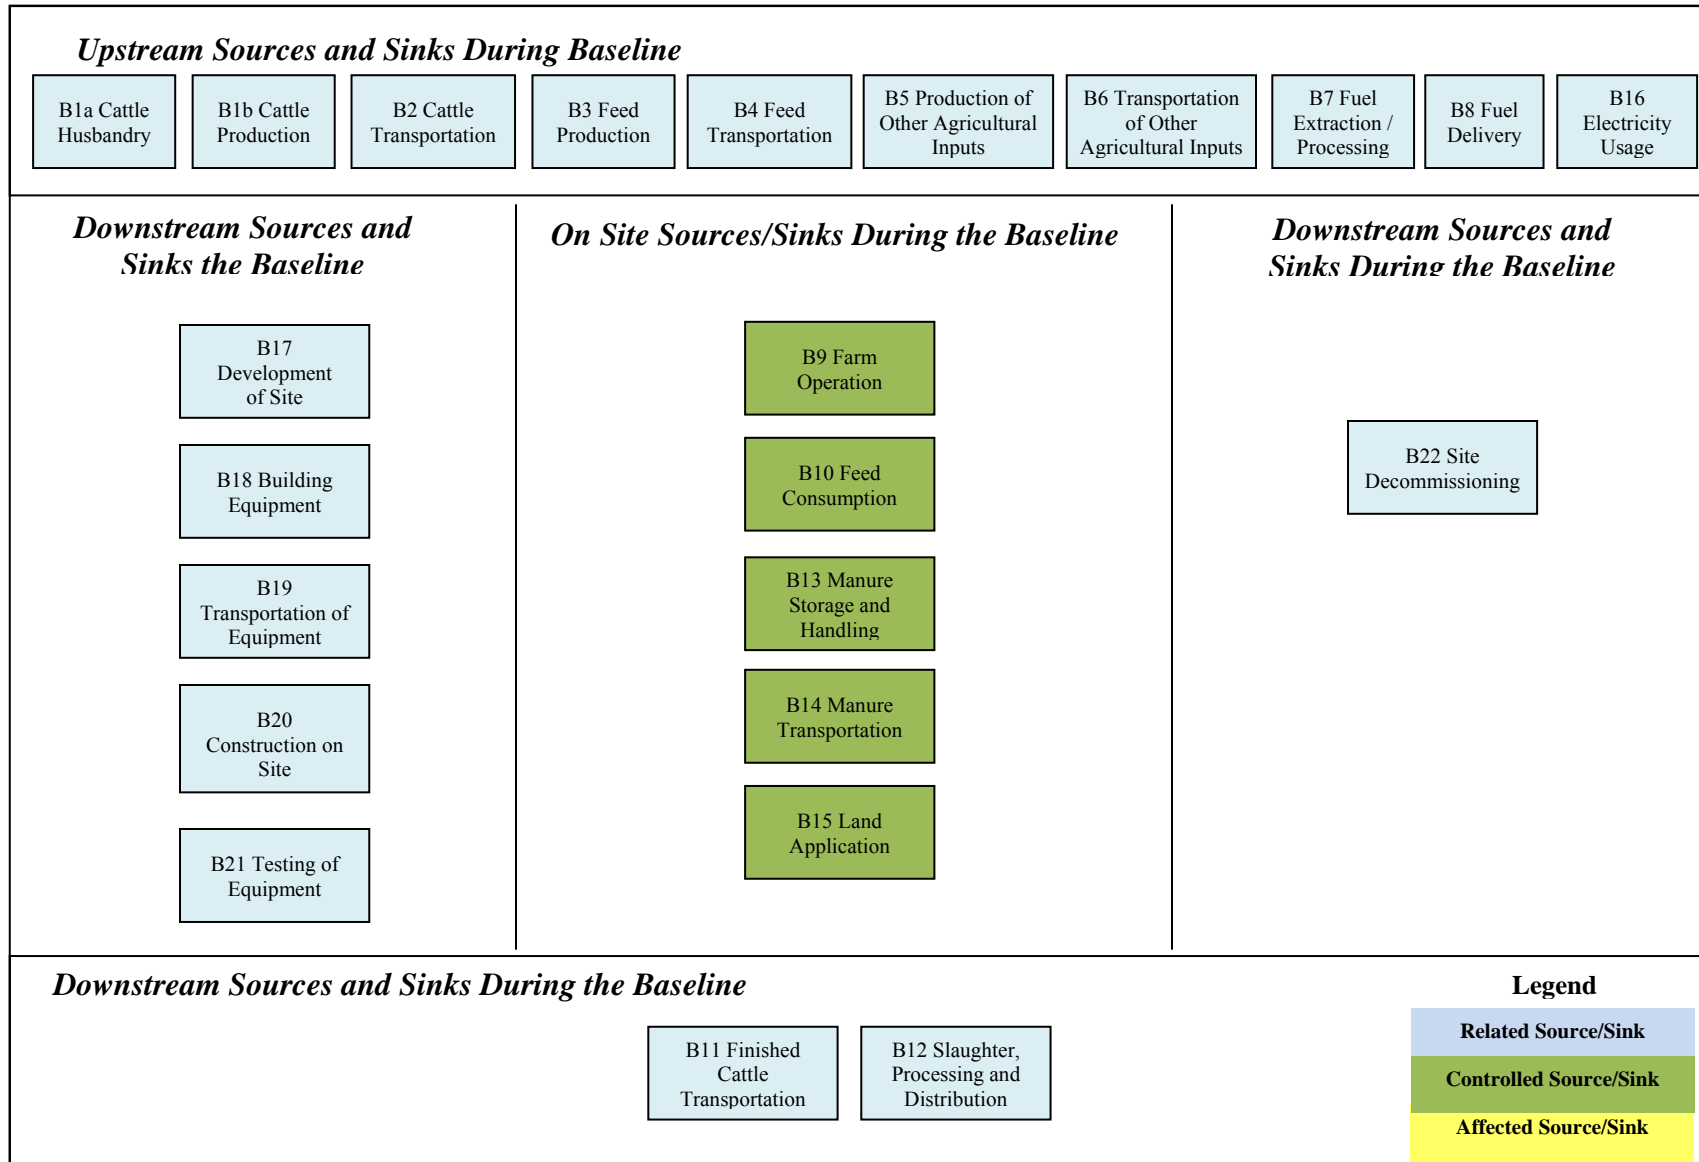 Upstream Sources and Sinks During Baseline
B1a Cattle
Husbandry
B1b Cattle
Production
B2 Cattle
Transportation
B3 Feed
Production
B4 Feed
Transportation
B5 Production of
Other Agricultural
Inputs
B6 Transportation
of Other
Agricultural Inputs
B7 Fuel
Extraction /
Processing
B8 Fuel
Delivery
B16
Electricity
Usage
Downstream Sources and
Sinks the Baseline
B17
Development
of Site
B18 Building
Equipment
B19
Transportation of
Equipment
B20
Construction on
Site
B21 Testing of
Equipment
On Site Sources/Sinks During the Baseline
B9 Farm
Operation
B10 Feed
Consumption
B13 Manure
Storage and
Handling
B14 Manure
Transportation
B15 Land
Application
Downstream Sources and
Sinks During the Baseline
B22 Site
Decommissioning
Downstream Sources and Sinks During the Baseline
B11 Finished
Cattle
Transportation
B12 Slaughter,
Processing and
Distribution
Legend
Related Source/Sink
Controlled Source/Sink
Affected Source/Sink